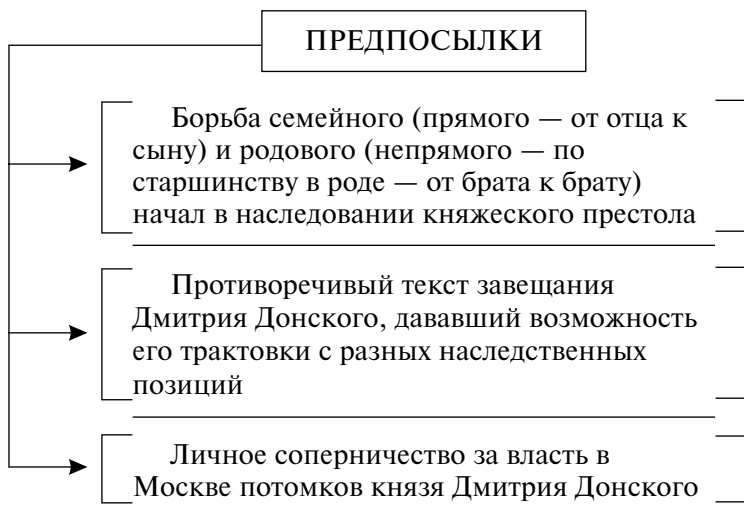 ПРЕДПОСЫЛКИ
Борьба семейного (прямого — от отца к
сыну) и родового (непрямого — по
старшинству в роде — от брата к брату)
начал в наследовании княжеского престола
Противоречивый текст завещания
Дмитрия Донского, дававший возможность
его трактовки с разных наследственных
позиций
Личное соперничество за власть в
Москве потомков князя Дмитрия Донского